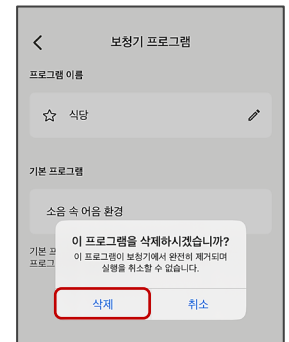 보청기 프로그램
프로그램 이름
식당
기본 프로그램
소음 속 어음 환경
이 프로그램을 삭제하시겠습니까?
이 프로그램이 보청기에서 완전히 제거되며
실행을 취소할 수 없습니다.
기본 프
프로그
삭제
취소